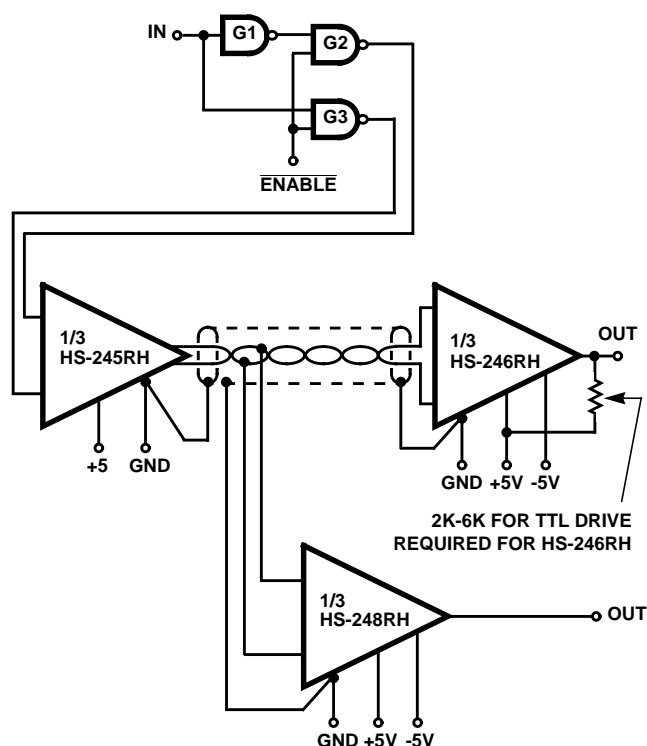 IN
G1
G2
G3
ENABLE
1/3
HS-245RH
+5
GND
1/3
HS-246RH
OUT
GND +5V -5V
2K-6K FOR TTL DRIVE
REQUIRED FOR HS-246RH
1/3
HS-248RH
OUT
GND +5V -5V